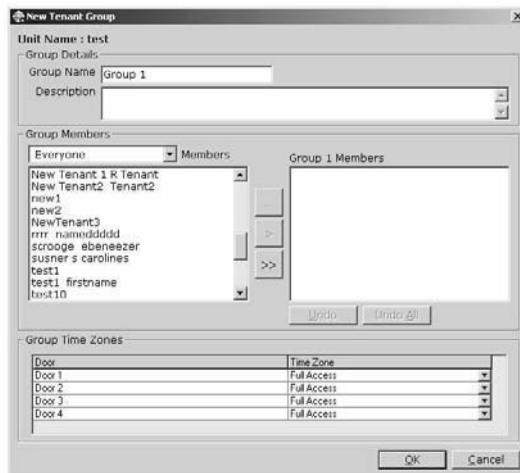 New Tenant Group
Unit Name : test
Group Details
Group Name Group 1
Description
Group Members
Everyone Members
Group 1 Members
New Tenant 1 R Tenant
New Tenant2 Tenant2
new1
new2
NewTenant3
rrrr nameddddd
scrooge ebeneezer
susner s carolines
test1
test1 firstname
test10
>
>>
Undo Undo All
Group Time Zones
Door Time Zone
Door 1 Full Access
Door 2 Full Access
Door 3 Full Access
Door 4 Full Access
OK Cancel